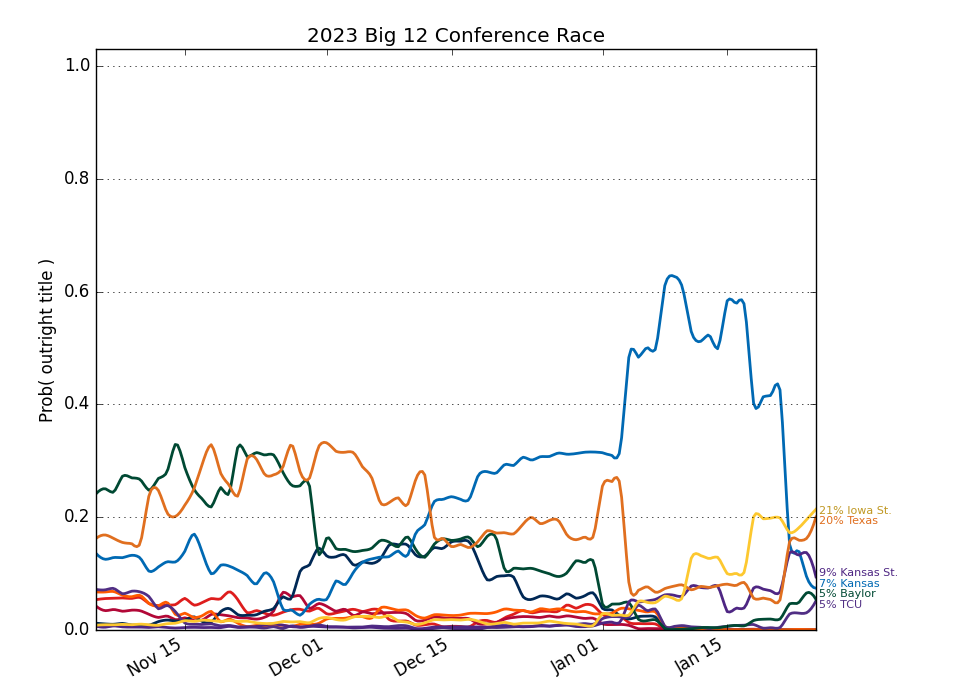 2023 Big 12 Conference Race
Prob( outright title )
1.0
0.8
0.6
0.4
0.2
0.0
Nov 15
Dec 01
Dec 15
Jan 01
Jan 15
21% Iowa St.
20% Texas
9% Kansas St.
7% Kansas
5% Baylor
5% TCU